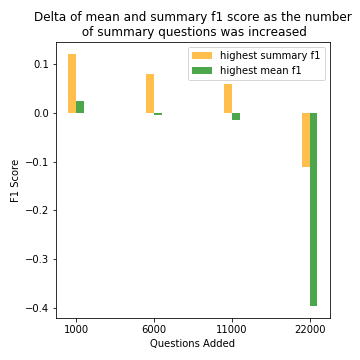 Delta of mean and summary f1 score as the number
of summary questions was increased
highest summary f1
highest mean f1
0.1
0.0
−0.1
−0.2
−0.3
−0.4
F1 Score
1000
6000
11000
22000
Questions Added